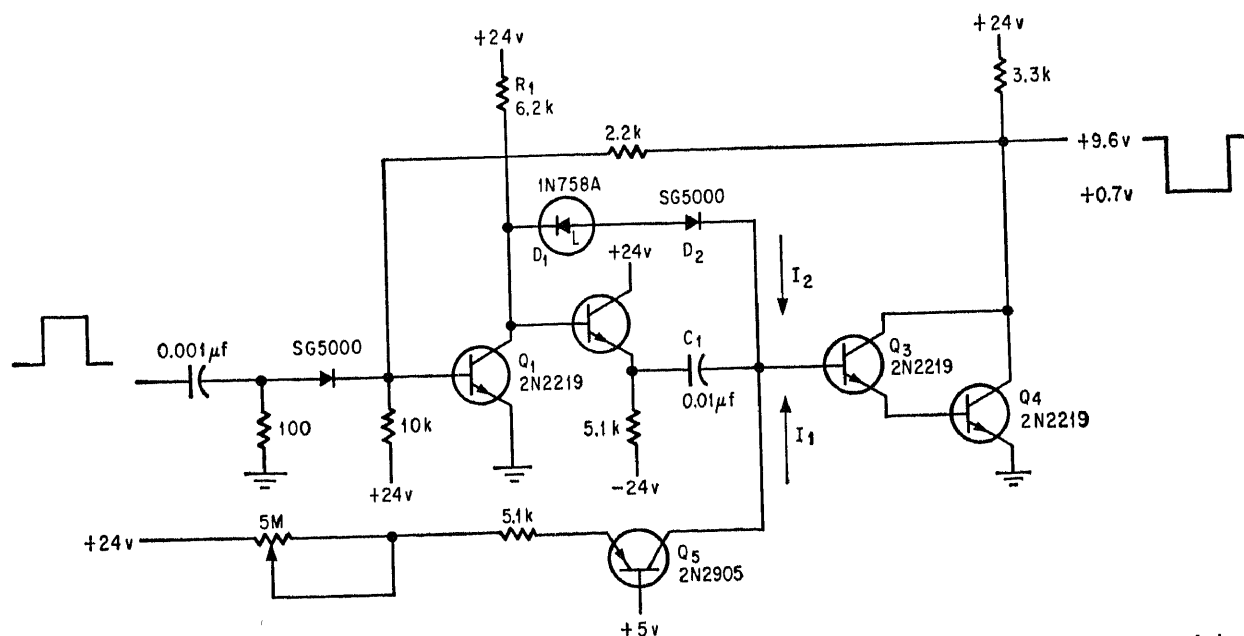 +24v
+24v
R1
6.2k
3.3k
2.2k
+9.6v
1N758A
SG5000
+0.7v
L
D1
D2
+24v
I2
0.001µf
SG5000
C1
Q1
2N2219
Q3
2N2219
0.01µf
Q4
2N2219
100
10k
5.1k
I1
+24v
-24v
5M
5.1k
+24v
Q5
2N2905
+5v